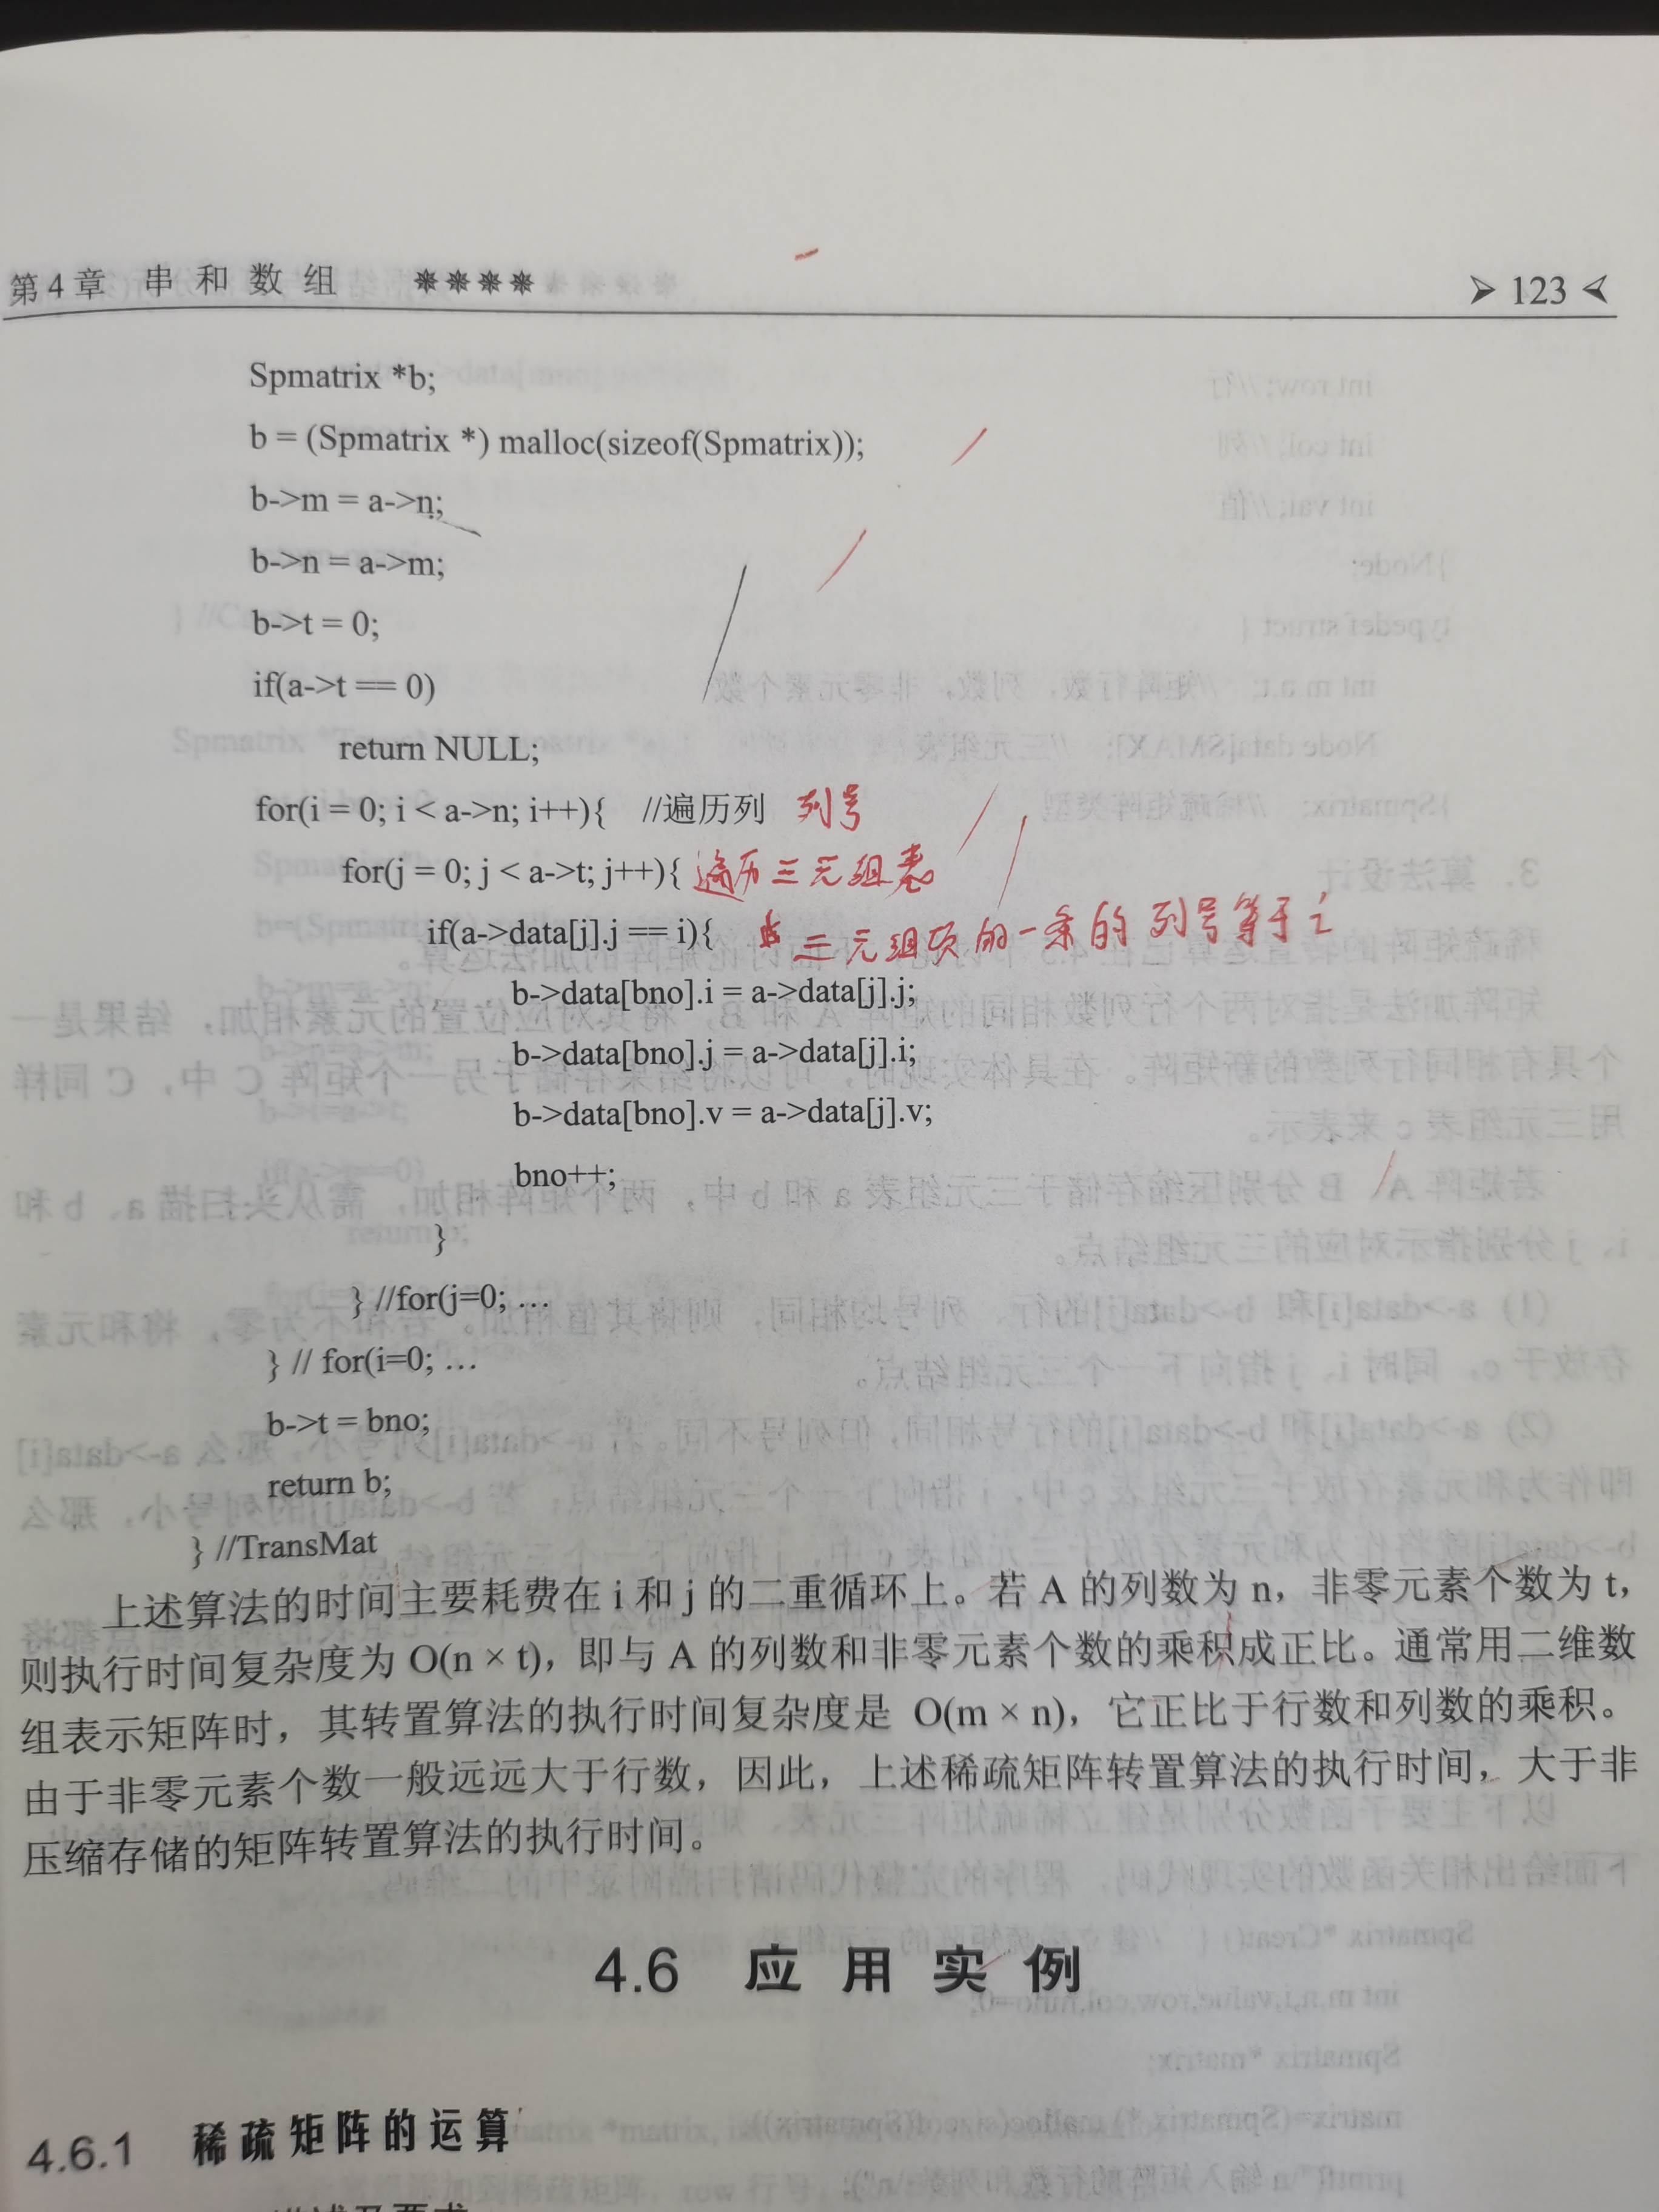 第4章 串和数组 ✵✵✵✵ ➢ 123
Spmatrix *b;
b = (Spmatrix *) malloc(sizeof(Spmatrix));
b->m = a->n;
b->n = a->m;
b->t = 0;
if(a->t == 0)
return NULL;
for(i = 0; i < a->n; i++){ //遍历列 列号
for(j = 0; j < a->t; j++){ 遍历三元组表
if(a->data[j].j == i){ 三元组项的一条的列号等于i
b->data[bno].i = a->data[j].j;
b->data[bno].j = a->data[j].i;
b->data[bno].v = a->data[j].v;
bno++;
}
} //for(j=0; …
} // for(i=0; …
b->t = bno;
return b;
} //TransMat
上述算法的时间主要耗费在 i 和 j 的二重循环上。若 A 的列数为 n，非零元素个数为 t，
则执行时间复杂度为 O(n × t)，即与 A 的列数和非零元素个数的乘积成正比。通常用二维数
组表示矩阵时，其转置算法的执行时间复杂度是 O(m × n)，它正比于行数和列数的乘积。
由于非零元素个数一般远远大于行数，因此，上述稀疏矩阵转置算法的执行时间，大于非
压缩存储的矩阵转置算法的执行时间。
4.6 应用实例
4.6.1 稀疏矩阵的运算